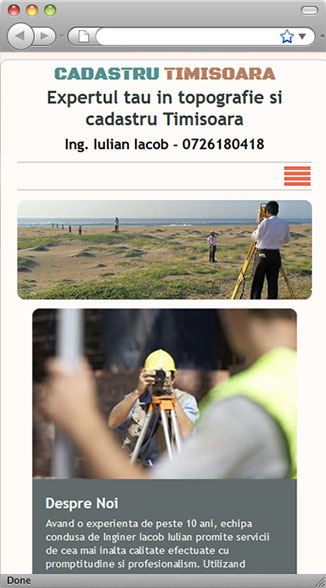 CADASTRU TIMISOARA
Expertul tau in topografie si
cadastru Timisoara
Ing. Iulian Iacob - 0726180418
Despre Noi
Avand o experienta de peste 10 ani, echipa
condusa de Inginer Iacob Iulian promite servicii
de cea mai inalta calitate efectuate cu
promptitudine si profesionalism. Utilizand
Done